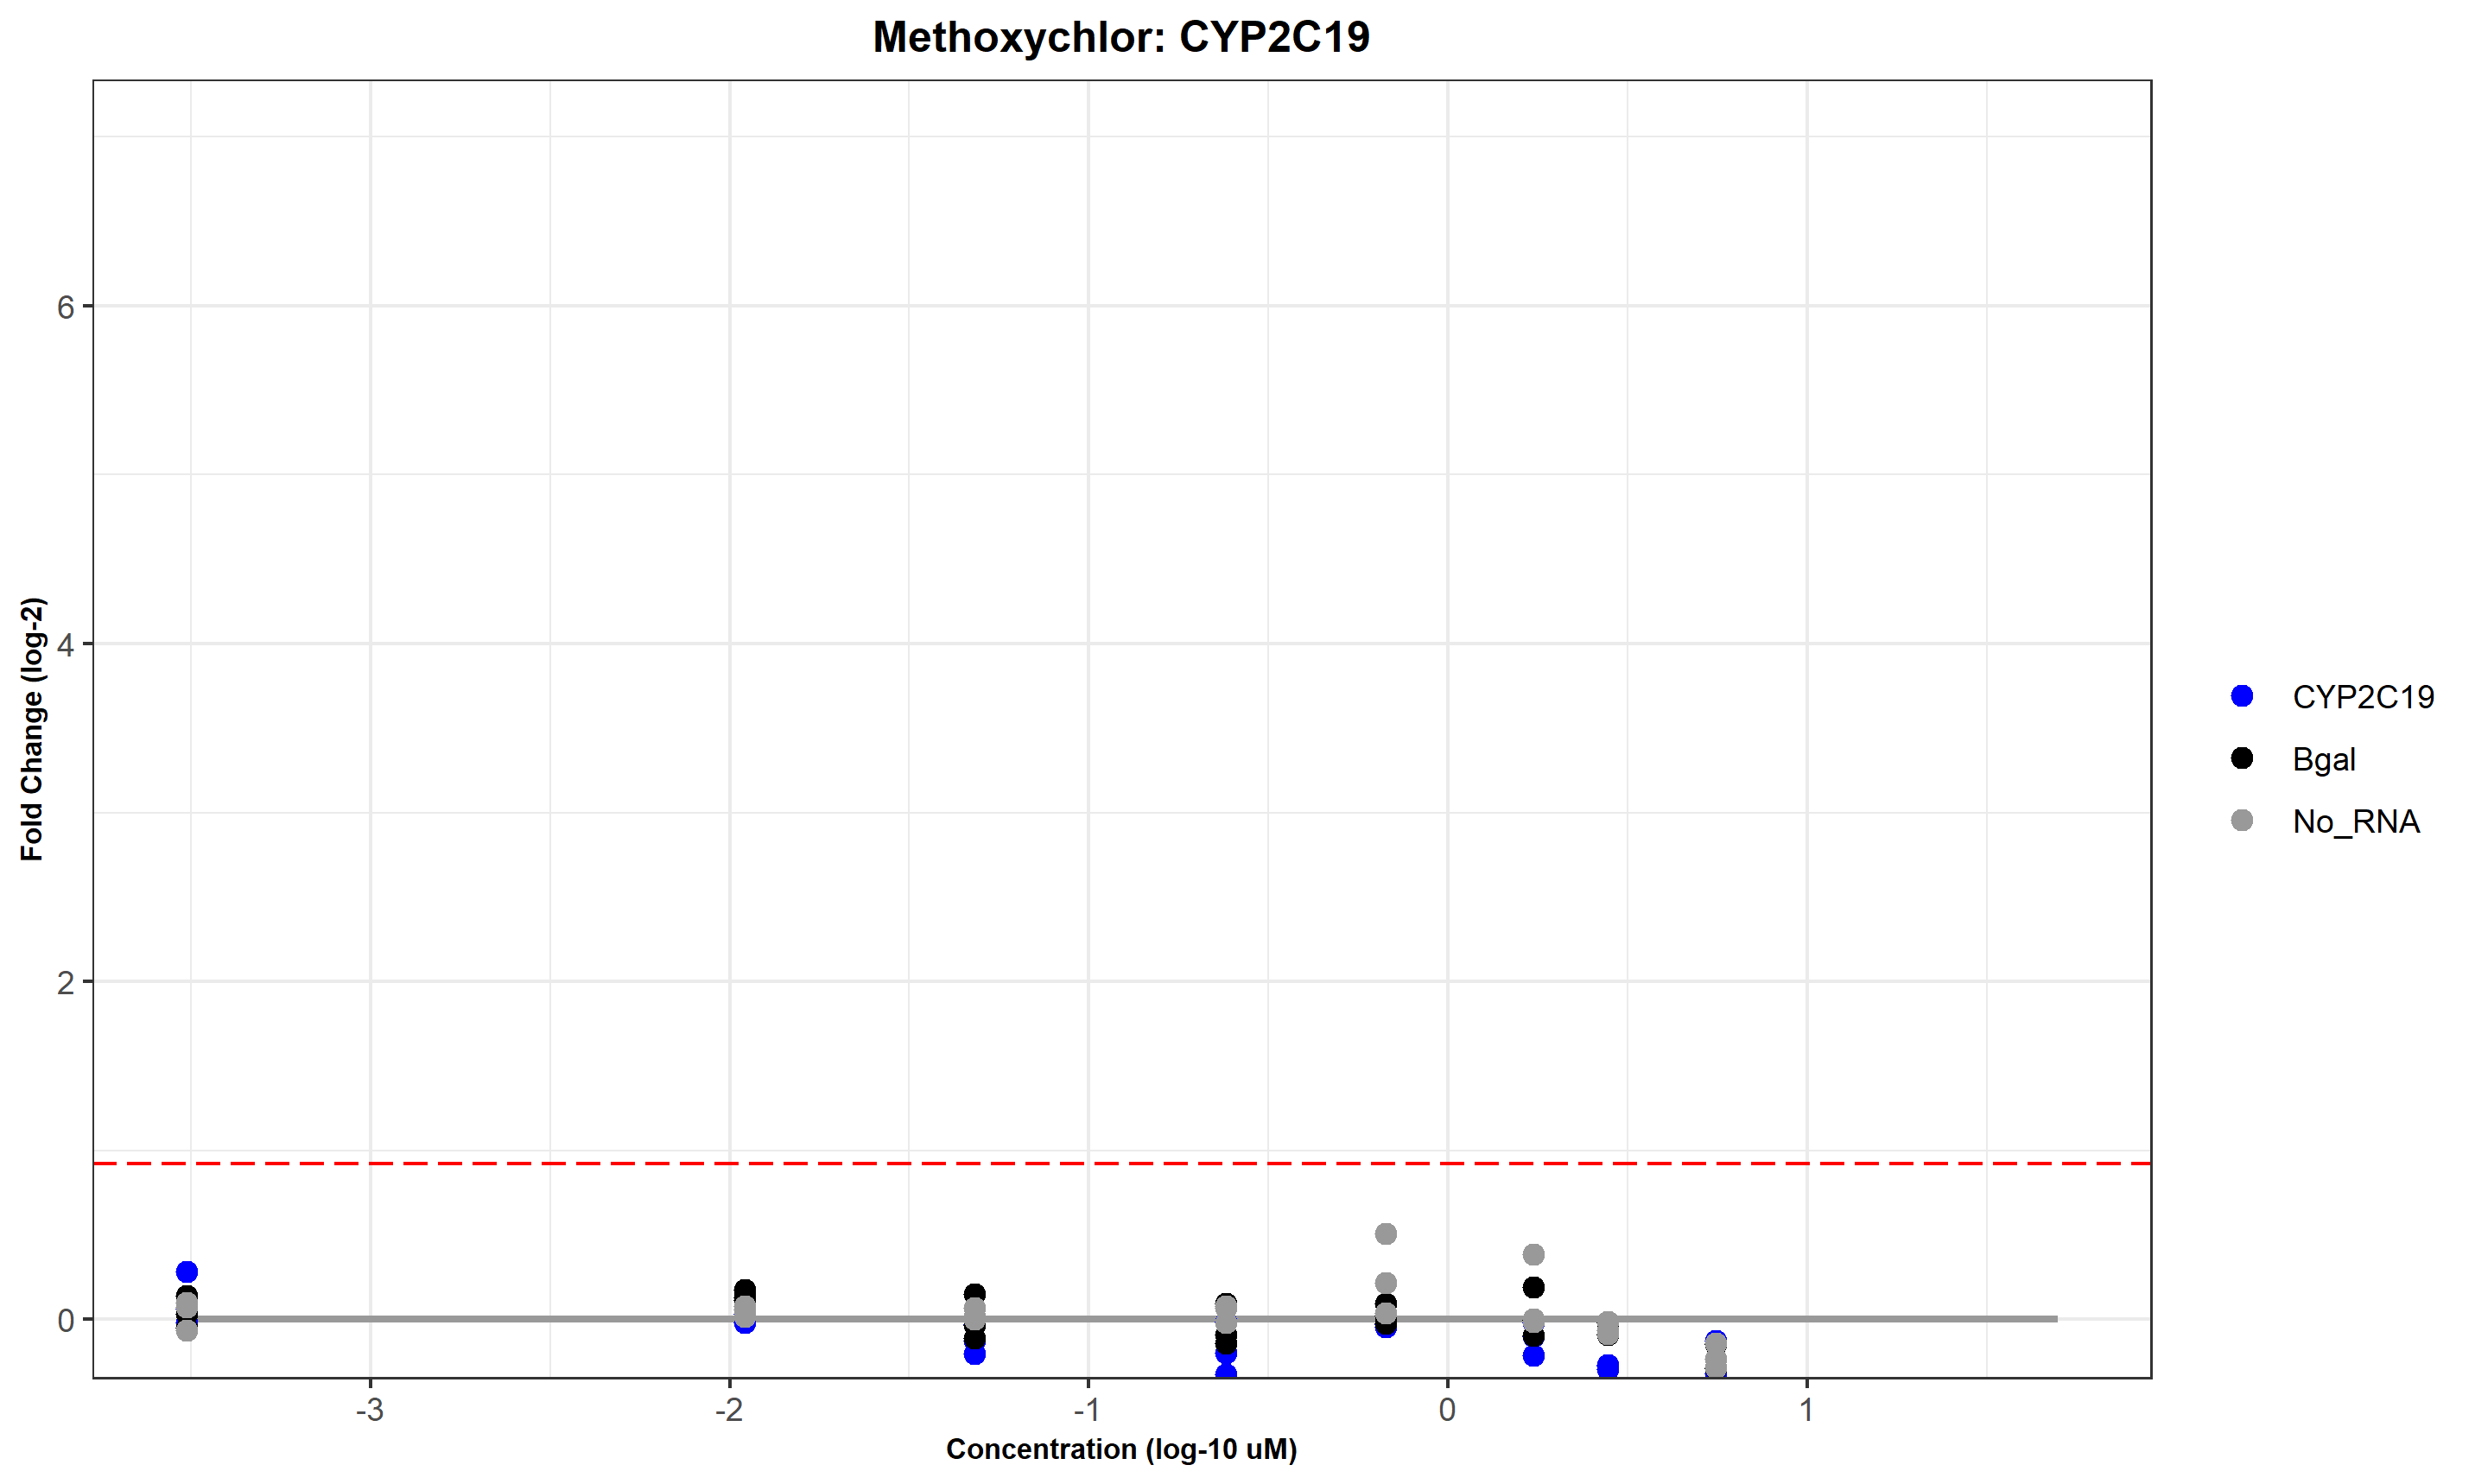 Methoxychlor: CYP2C19
Fold Change (log-2)
6
4
2
0
-3
-2
-1
0
1
Concentration (log-10 uM)
CYP2C19
Bgal
No_RNA